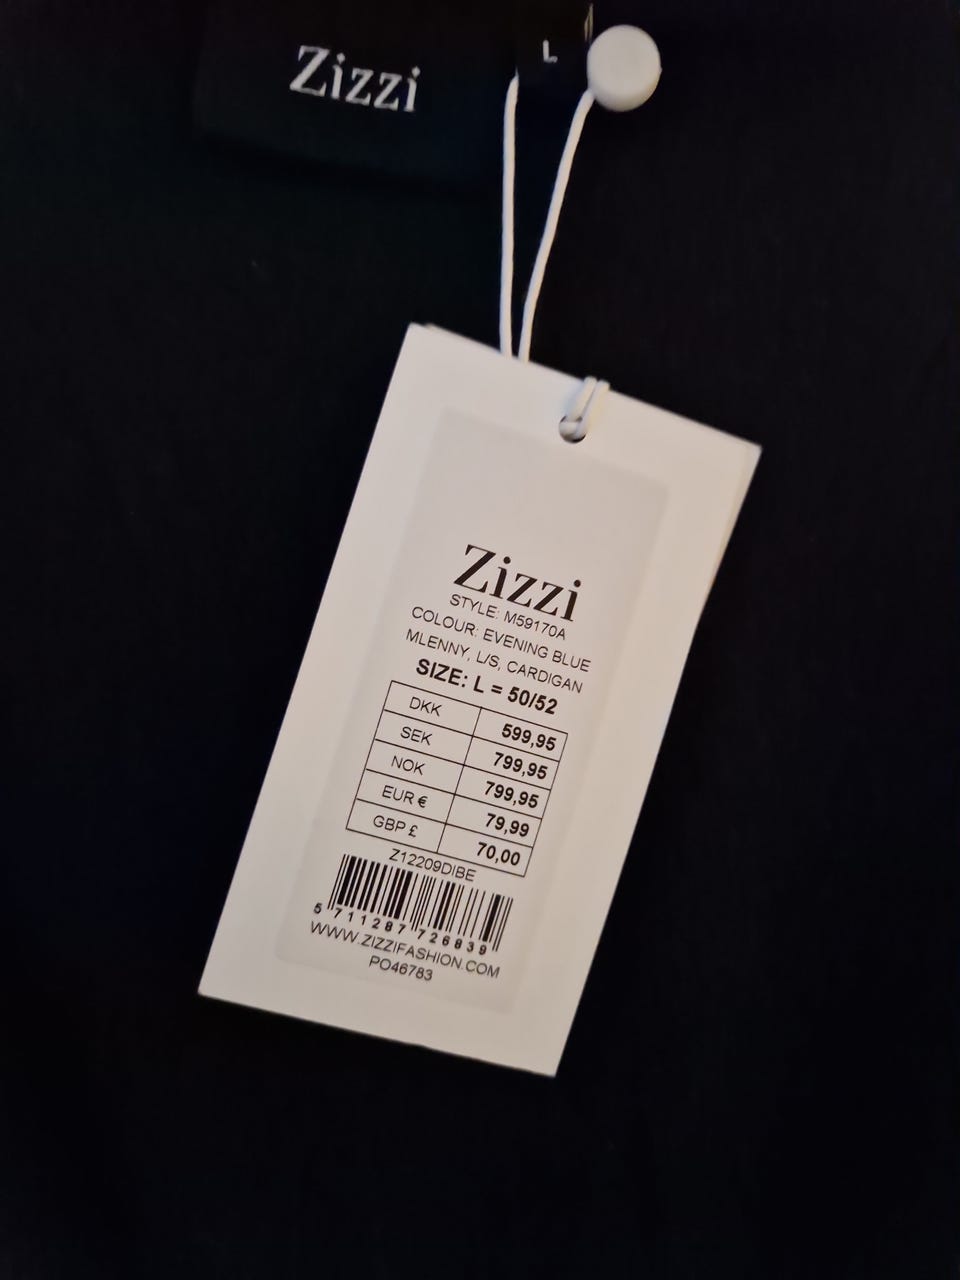 Zizzi
L
Zizzi
STYLE: M59170A
COLOUR: EVENING BLUE
MLENNY, L/S, CARDIGAN
SIZE: L = 50/52
DKK 599,95
SEK 799,95
NOK 799,95
EUR € 79,99
GBP £ 70,00
Z12209DIBE
5 711287 726839
WWW.ZIZZIFASHION.COM
PO46783